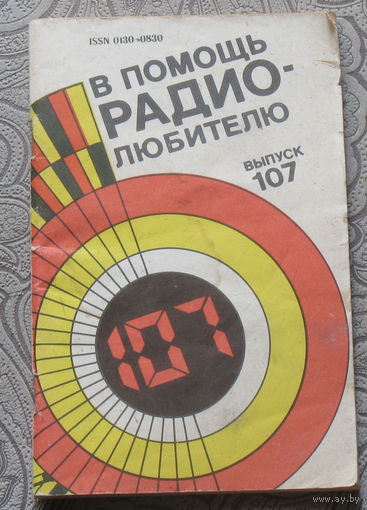 ISSN 0130-0830
В ПОМОЩЬ
РАДИО-
ЛЮБИТЕЛЮ
ВЫПУСК
107
107
www.ay.by